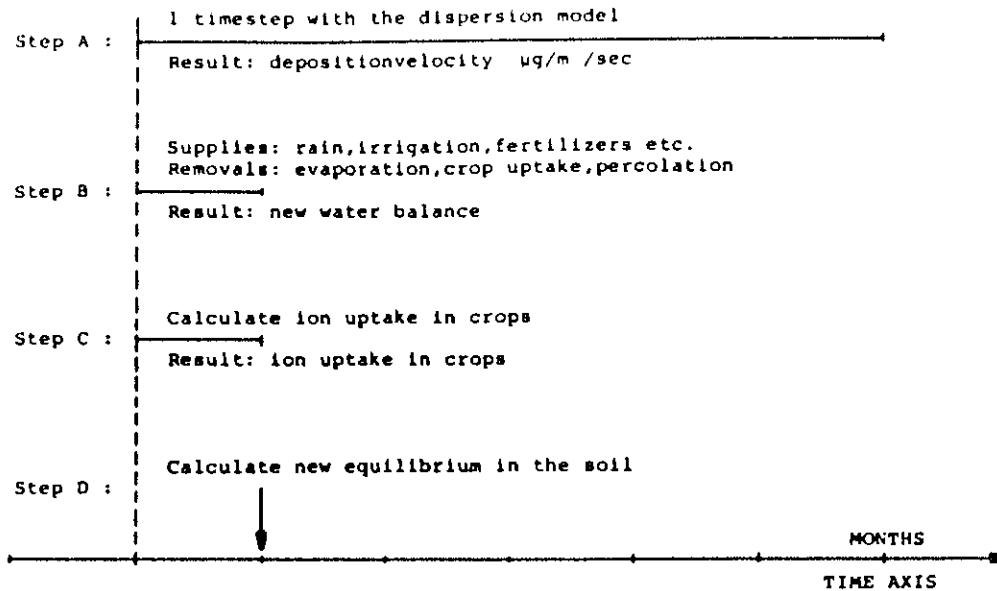 1 timestep with the dispersion model
Step A :
Result: depositionvelocity µg/m /sec
Supplies: rain,irrigation,fertilizers etc.
Removals: evaporation,crop uptake,percolation
Step B :
Result: new water balance
Calculate ion uptake in crops
Step C :
Result: ion uptake in crops
Calculate new equilibrium in the soil
Step D :
MONTHS
TIME AXIS